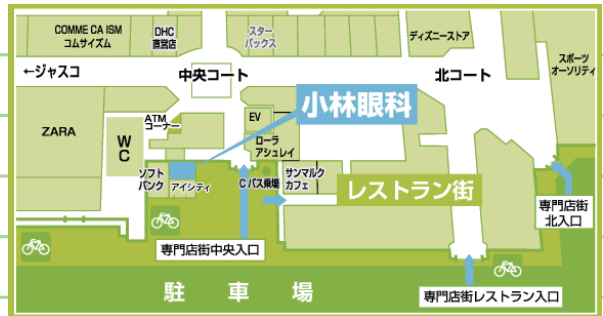 COMME CA ISM
コムサイズム
DHC
直営店
スター
バックス
ディズニーストア
スポーツ
オーソリティ
←ジャスコ
中央コート
北コート
小林眼科
ZARA
WC
ATM
コーナー
EV
ローラ
アシュレイ
ソフト
バンク
アイシティ
C バス乗場
サンマルク
カフェ
レストラン街
専門店街
北入口
専門店街中央入口
専門店街レストラン入口
駐車場